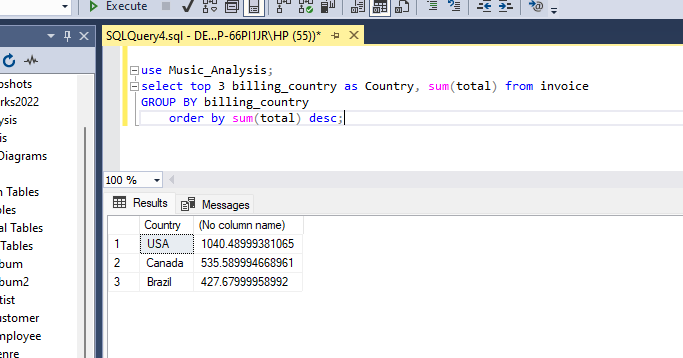 Execute
SQLQuery4.sql - DE...P-66PI1JR\HP (55))*
pshots
rks2022
ysis
is
Diagrams
n Tables
bles
al Tables
Tables
bum
bum2
tist
ustomer
mployee
enre
use Music_Analysis;
select top 3 billing_country as Country, sum(total) from invoice
GROUP BY billing_country
order by sum(total) desc;
100 %
Results Messages
Country (No column name)
1 USA 1040.48999381065
2 Canada 535.589994668961
3 Brazil 427.67999958992